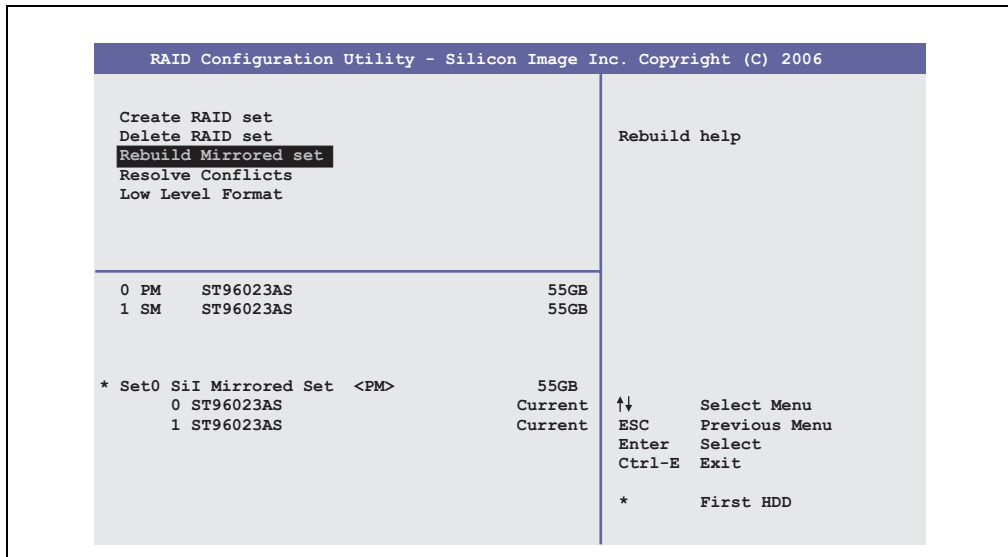 RAID Configuration Utility - Silicon Image Inc. Copyright (C) 2006
Create RAID set
Delete RAID set
Rebuild Mirrored set
Resolve Conflicts
Low Level Format
Rebuild help
0 PM ST96023AS 55GB
1 SM ST96023AS 55GB
* Set0 SiI Mirrored Set <PM> 55GB
0 ST96023AS Current
1 ST96023AS Current
↑↓ Select Menu
ESC Previous Menu
Enter Select
Ctrl-E Exit
* First HDD